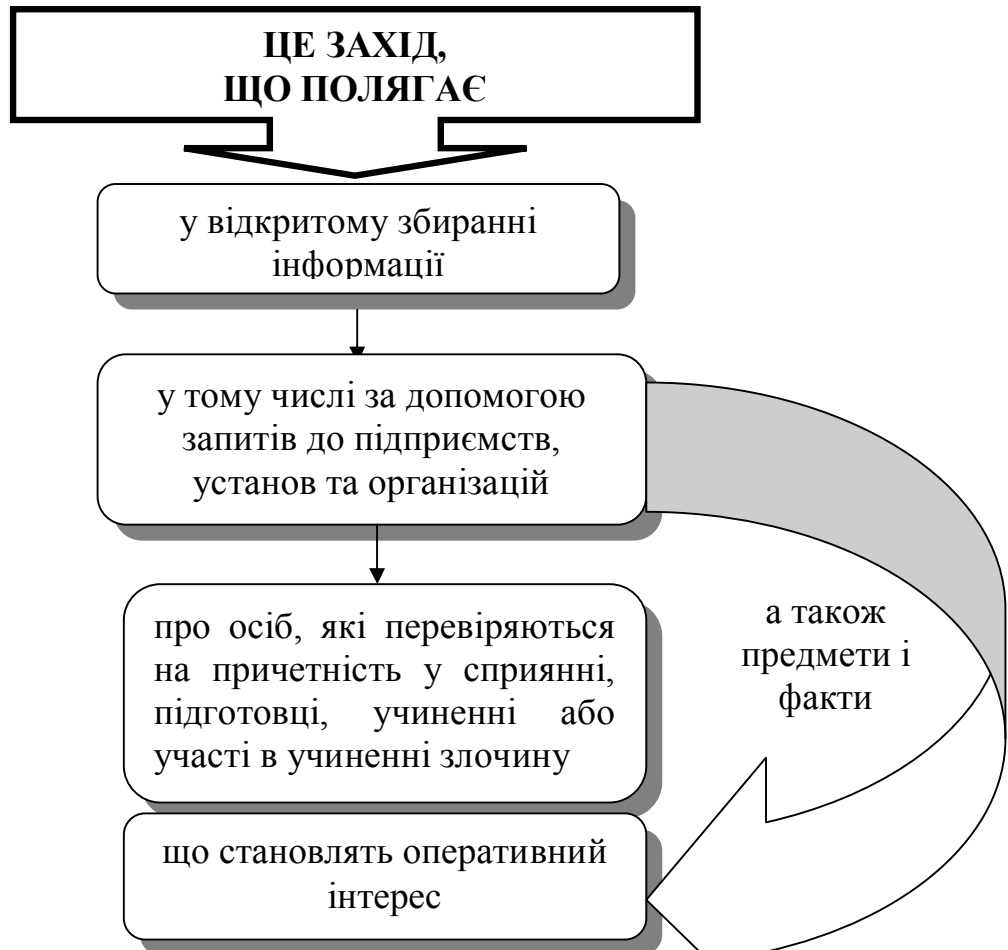 ЦЕ ЗАХІД,
ЩО ПОЛЯГАЄ
у відкритому збиранні
інформації
у тому числі за допомогою
запитів до підприємств,
установ та організацій
про осіб, які перевіряються
на причетність у сприянні,
підготовці, учиненні або
участі в учиненні злочину
а також
предмети і
факти
що становлять оперативний
інтерес